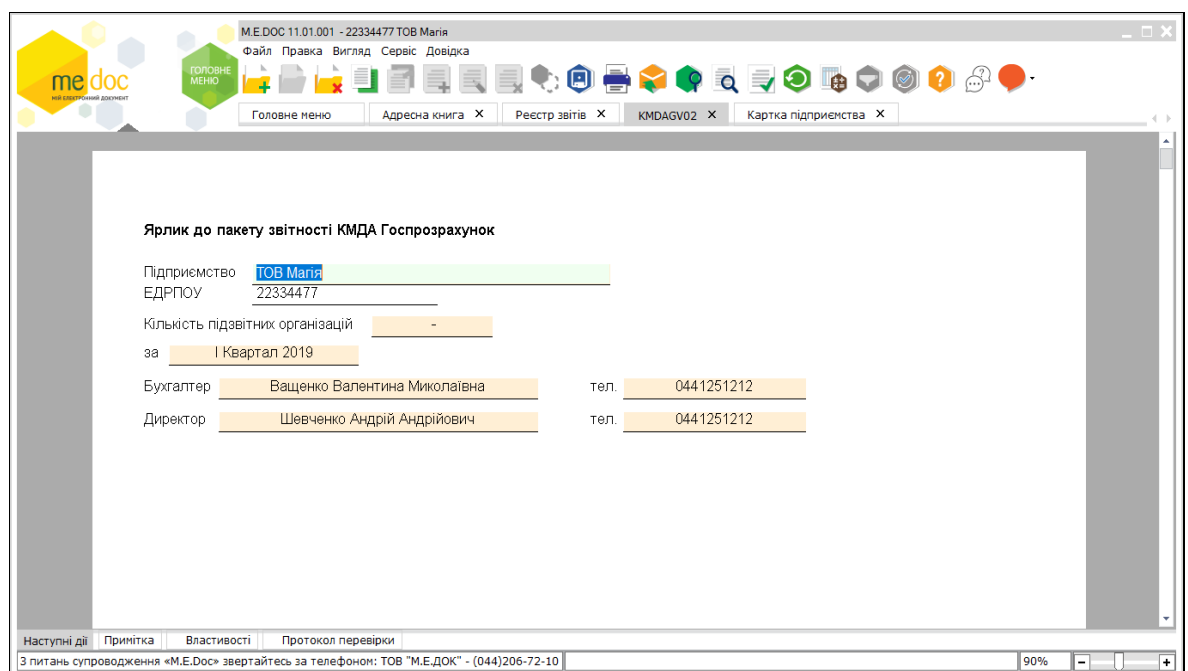 M.E.DOC 11.01.001 - 22334477 ТОВ Магія
Файл Правка Вигляд Сервіс Довідка
me doc
МІЙ ЕЛЕКТРОННИЙ ДОКУМЕНТ
ГОЛОВНЕ
МЕНЮ
Головне меню Адресна книга X Реєстр звітів X KMDAGV02 X Картка підприємства X
Ярлик до пакету звітності КМДА Госпрозрахунок
Підприємство ТОВ Магія
ЕДРПОУ 22334477
Кількість підзвітних організацій -
за І Квартал 2019
Бухгалтер Ващенко Валентина Миколаївна тел. 0441251212
Директор Шевченко Андрій Андрійович тел. 0441251212
Наступні дії Примітка Властивості Протокол перевірки
З питань супроводження «M.E.Doc» звертайтесь за телефоном: ТОВ "М.Е.ДОК" - (044)206-72-10 90%